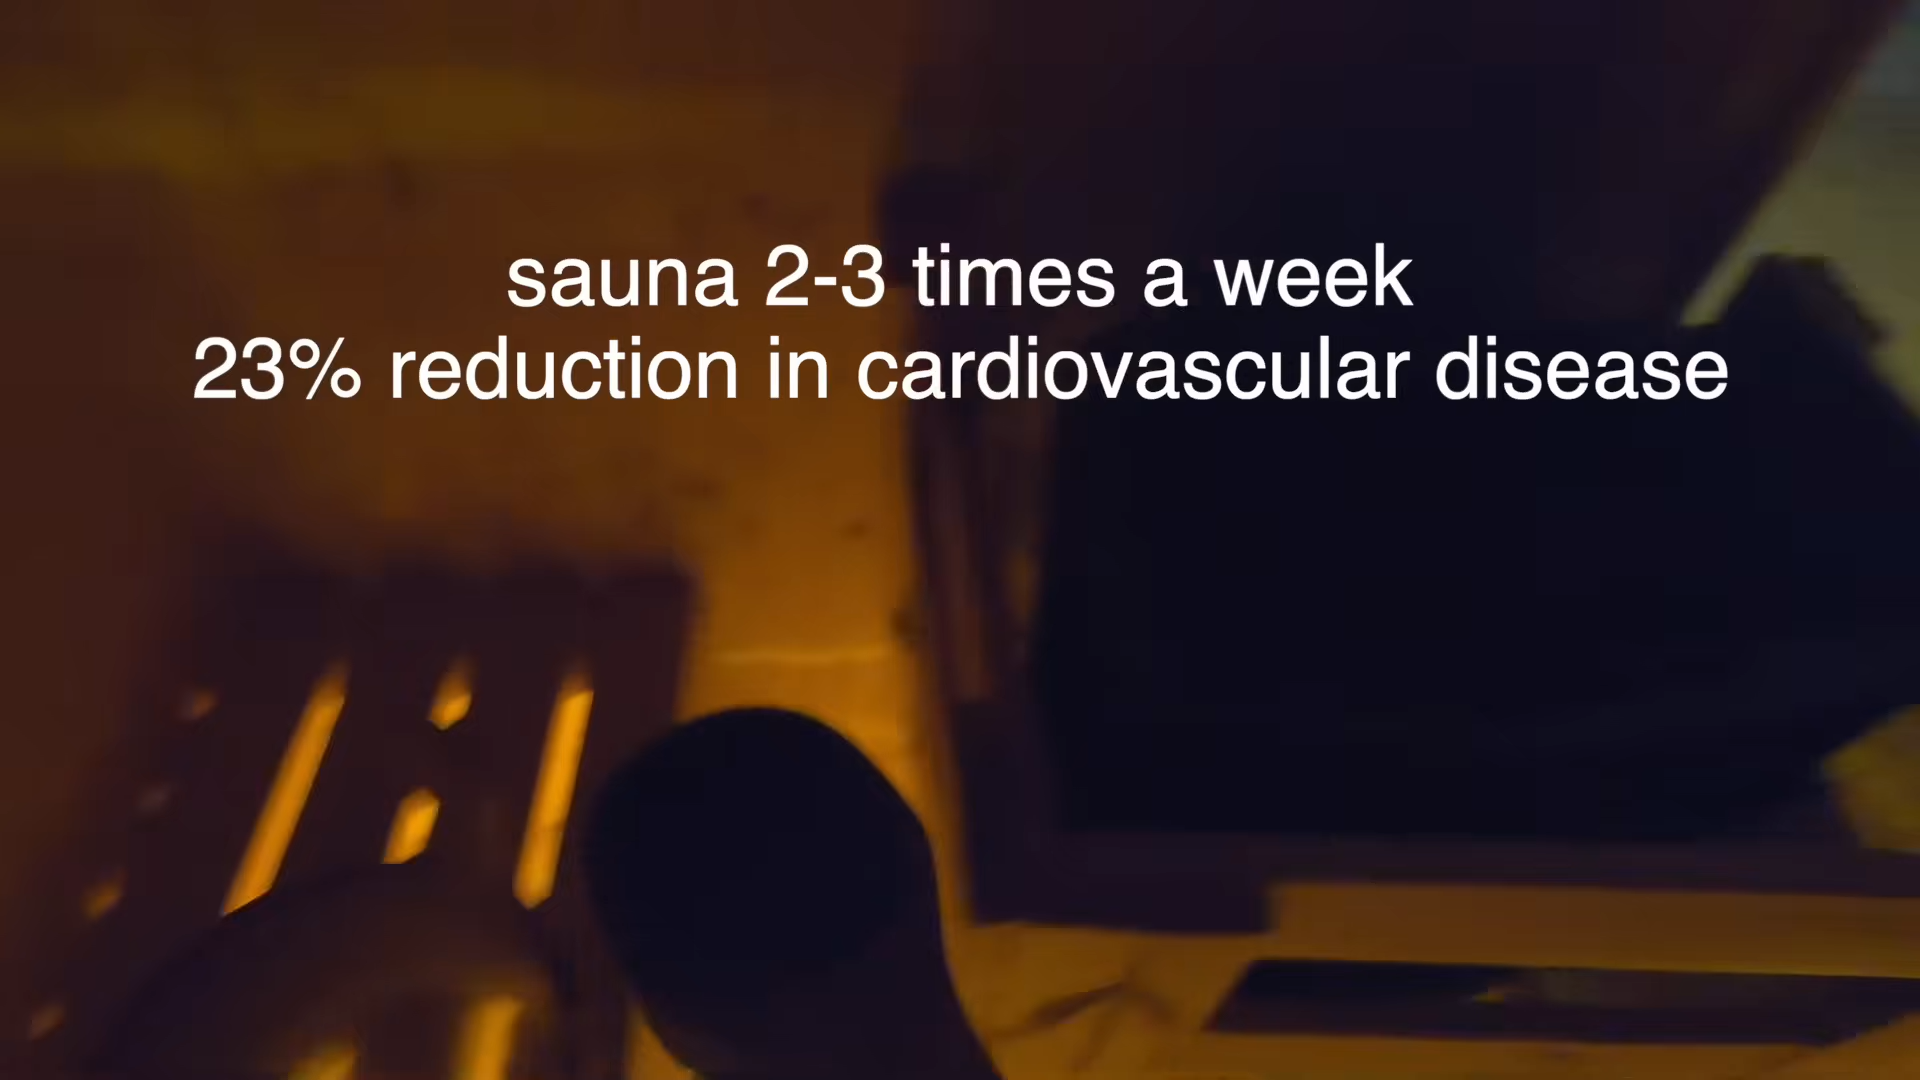 sauna 2-3 times a week
23% reduction in cardiovascular disease